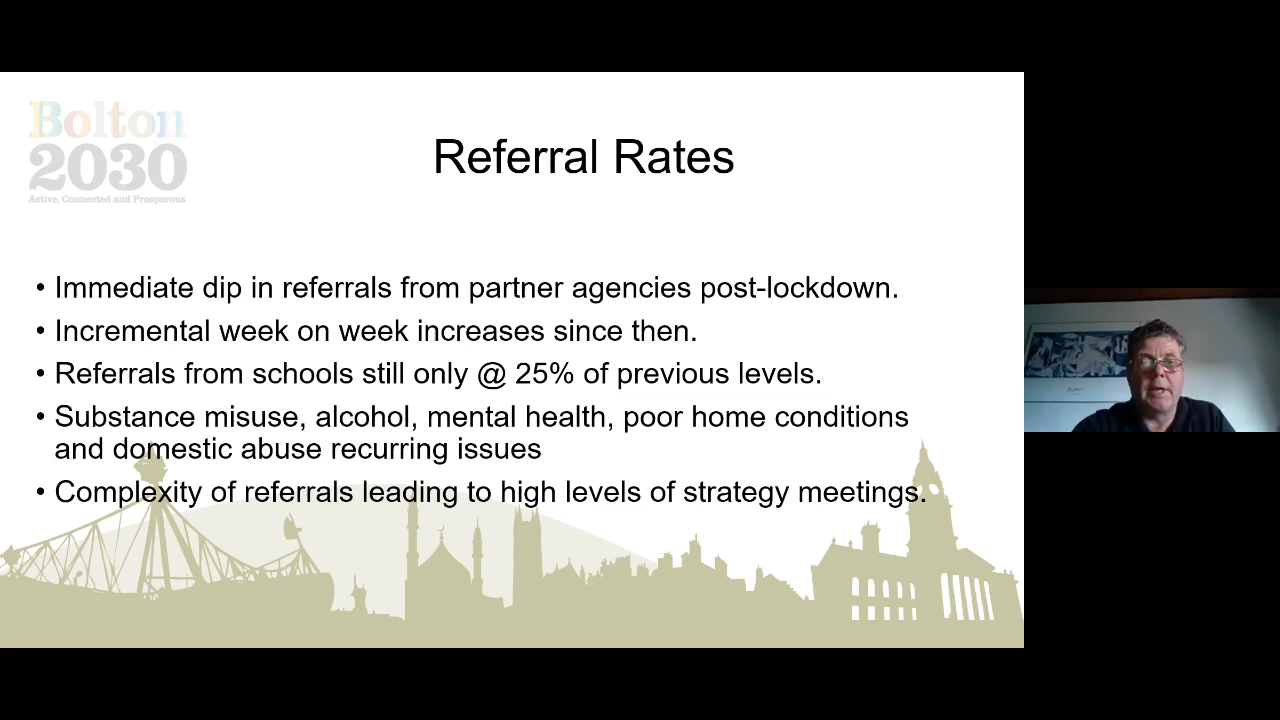 Bolton
2030
Active, Connected and Prosperous
Referral Rates
• Immediate dip in referrals from partner agencies post-lockdown.
• Incremental week on week increases since then.
• Referrals from schools still only @ 25% of previous levels.
• Substance misuse, alcohol, mental health, poor home conditions
and domestic abuse recurring issues
• Complexity of referrals leading to high levels of strategy meetings.